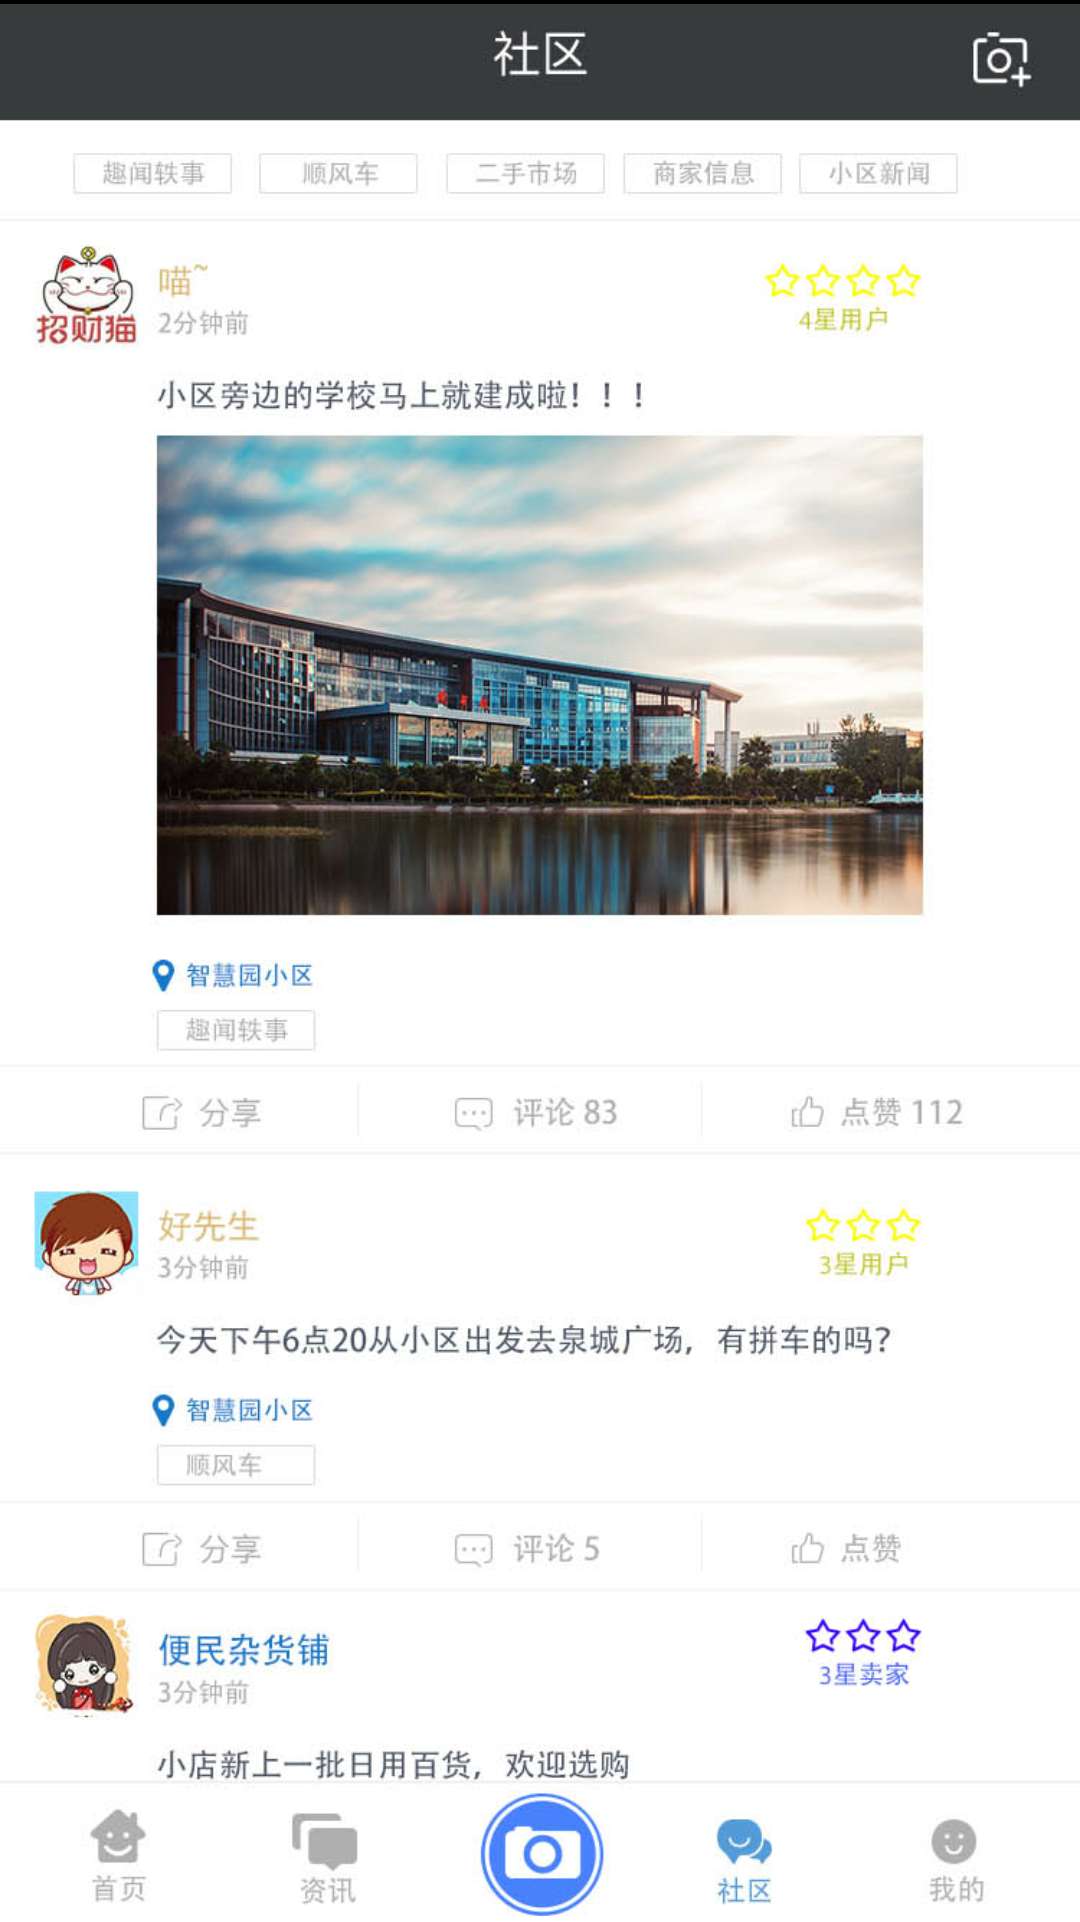 社区
趣闻轶事 顺风车 二手市场 商家信息 小区新闻
招财猫
喵~
2分钟前
4星用户
小区旁边的学校马上就建成啦！！！
智慧园小区
趣闻轶事
分享 评论 83 点赞 112
好先生
3分钟前
3星用户
今天下午6点20从小区出发去泉城广场，有拼车的吗？
智慧园小区
顺风车
分享 评论 5 点赞
便民杂货铺
3分钟前
3星卖家
小店新上一批日用百货，欢迎选购
首页 资讯 社区 我的